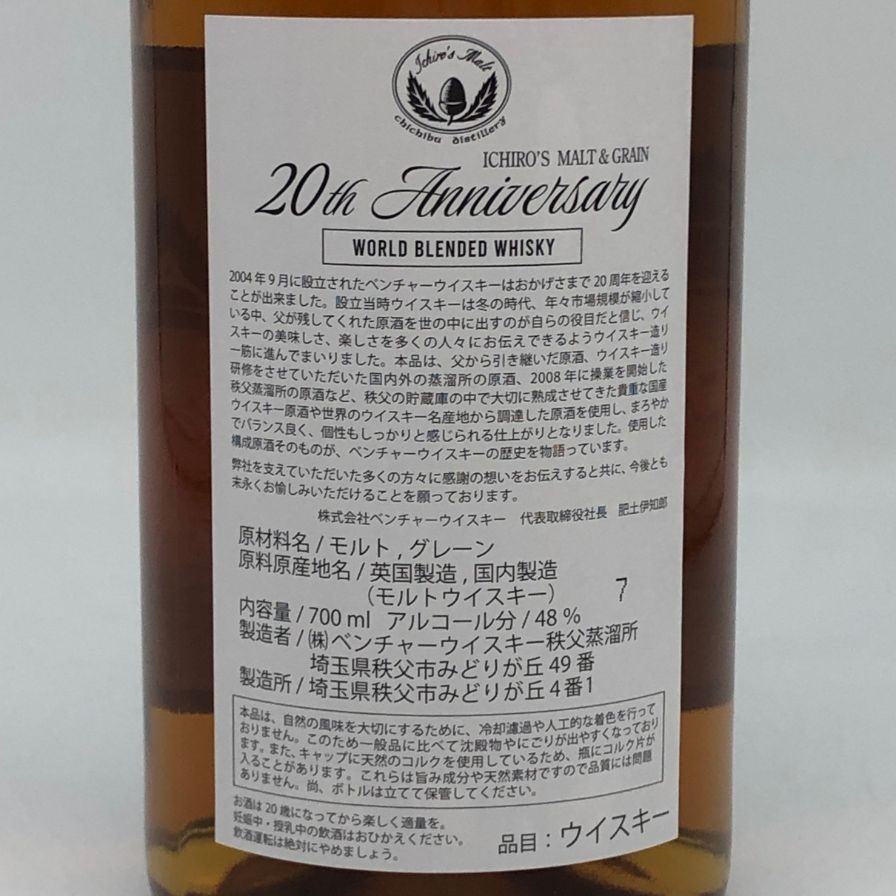 Ichiro's Malt
chichibu distillery
ICHIRO'S MALT & GRAIN
20th Anniversary
WORLD BLENDED WHISKY
2004年9月に設立されたベンチャーウイスキーはおかげさまで20周年を迎える
ことが出来ました。設立当時ウイスキーは冬の時代、年々市場規模が縮小して
いる中、父が残してくれた原酒を世の中に出すのが自らの役目だと信じ、ウイ
スキーの美味しさ、楽しさを多くの人々にお伝えできるようウイスキー造り
一筋に進んでまいりました。本品は、父から引き継いだ原酒、ウイスキー造り
研修をさせていただいた国内外の蒸溜所の原酒、2008年に操業を開始した
秩父蒸溜所の原酒など、秩父の貯蔵庫の中で大切に熟成させてきた貴重な国産
ウイスキー原酒や世界のウイスキー名産地から調達した原酒を使用し、まろやか
でバランス良く、個性もしっかりと感じられる仕上がりとなりました。使用した
構成原酒そのものが、ベンチャーウイスキーの歴史を物語っています。
弊社を支えていただいた多くの方々に感謝の想いをお伝えすると共に、今後とも
末永くお愉しみいただけることを願っております。
株式会社ベンチャーウイスキー 代表取締役社長 肥土伊知郎
原材料名 / モルト , グレーン
原料原産地名 / 英国製造 , 国内製造
(モルトウイスキー) 7
内容量 / 700 ml アルコール分 / 48 %
製造者 / ㈱ベンチャーウイスキー秩父蒸溜所
埼玉県秩父市みどりが丘 49 番
製造所 / 埼玉県秩父市みどりが丘 4 番1
本品は、自然の風味を大切にするために、冷却濾過や人工的な着色を行って
おりません。このため一般品に比べて沈殿物やにごりが出やすくなっており
ます。また、キャップに天然のコルクを使用しているため、瓶にコルク片が
入ることがあります。これらは旨み成分や天然素材ですので品質には問題
ありません。尚、ボトルは立てて保管してください。
お酒は20歳になってから楽しく適量を。
妊娠中・授乳中の飲酒はおひかえください。
飲酒運転は絶対にやめましょう。
品目:ウイスキー